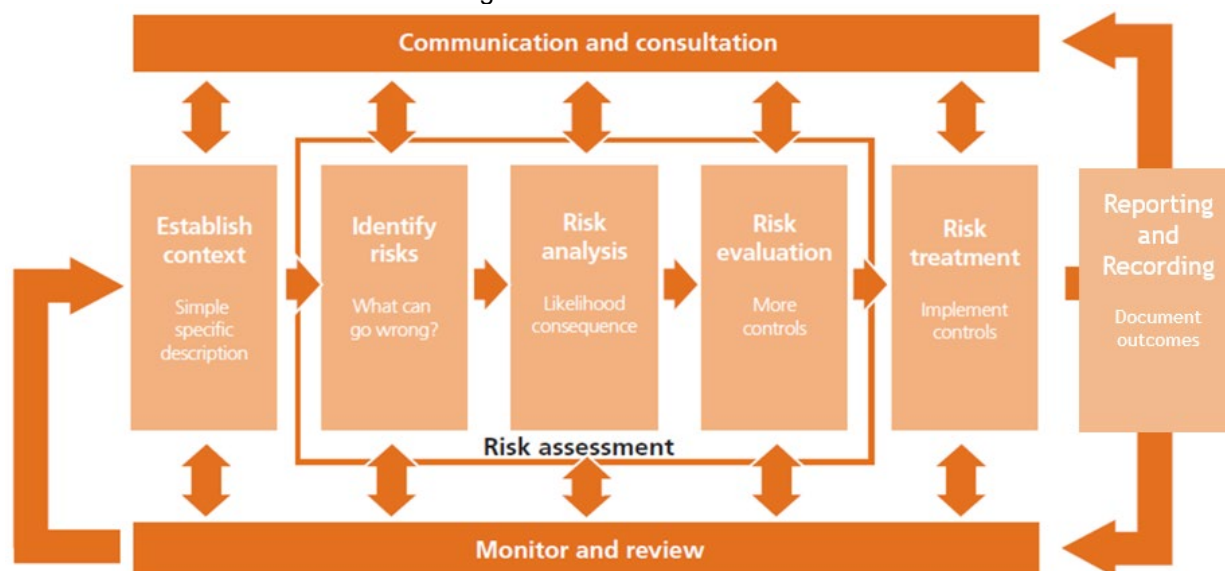 Communication and consultation
Establish
context
Simple
specific
description
Identify
risks
What can
go wrong?
Risk
analysis
Likelihood
consequence
Risk
evaluation
More
controls
Risk
treatment
Implement
controls
Reporting
and
Recording
Document
outcomes
Risk assessment
Monitor and review